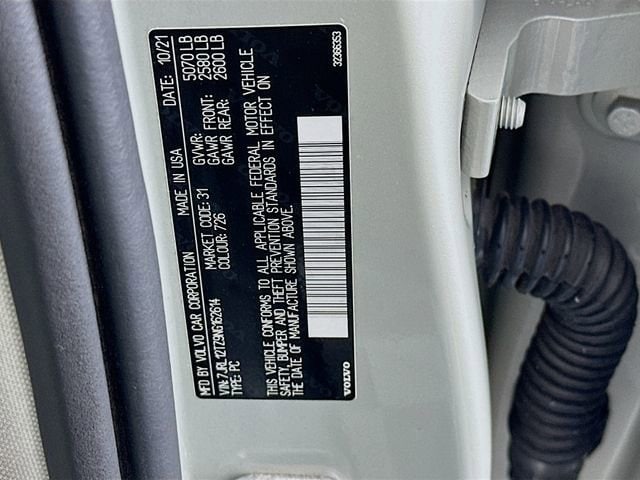 MFD BY VOLVO CAR CORPORATION MADE IN USA DATE: 10/21
VIN: 7JRL12TZ9NG162614 GVWR: 5070 LB
TYPE: PC MARKET CODE: 31 GAWR FRONT: 2580 LB
COLOUR: 726 GAWR REAR: 2600 LB
THIS VEHICLE CONFORMS TO ALL APPLICABLE FEDERAL MOTOR VEHICLE
SAFETY, BUMPER AND THEFT PREVENTION STANDARDS IN EFFECT ON
THE DATE OF MANUFACTURE SHOWN ABOVE.
VOLVO 32366353